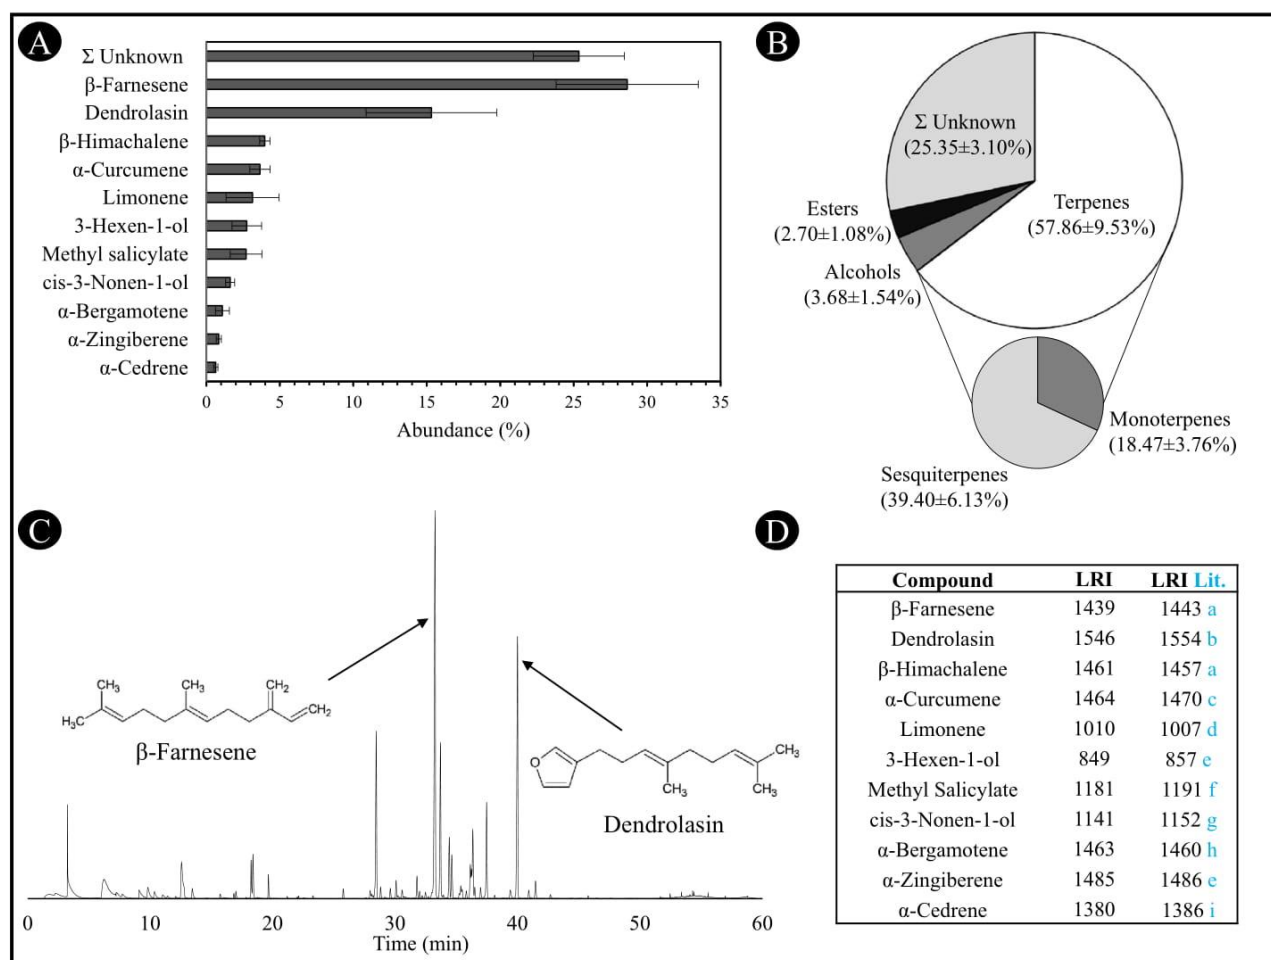 A
Σ Unknown
β-Farnesene
Dendrolasin
β-Himachalene
α-Curcumene
Limonene
3-Hexen-1-ol
Methyl salicylate
cis-3-Nonen-1-ol
α-Bergamotene
α-Zingiberene
α-Cedrene
0 5 10 15 20 25 30 35
Abundance (%)
B
Σ Unknown
(25.35±3.10%)
Esters
(2.70±1.08%)
Alcohols
(3.68±1.54%)
Terpenes
(57.86±9.53%)
Monoterpenes
(18.47±3.76%)
Sesquiterpenes
(39.40±6.13%)
C
CH₃ CH₃ CH₂
H₃C CH₂
β-Farnesene
O CH₃
CH₃ CH₃
Dendrolasin
0 10 20 30 40 50 60
Time (min)
D
Compound LRI LRI Lit.
β-Farnesene 1439 1443 a
Dendrolasin 1546 1554 b
β-Himachalene 1461 1457 a
α-Curcumene 1464 1470 c
Limonene 1010 1007 d
3-Hexen-1-ol 849 857 e
Methyl Salicylate 1181 1191 f
cis-3-Nonen-1-ol 1141 1152 g
α-Bergamotene 1463 1460 h
α-Zingiberene 1485 1486 e
α-Cedrene 1380 1386 i